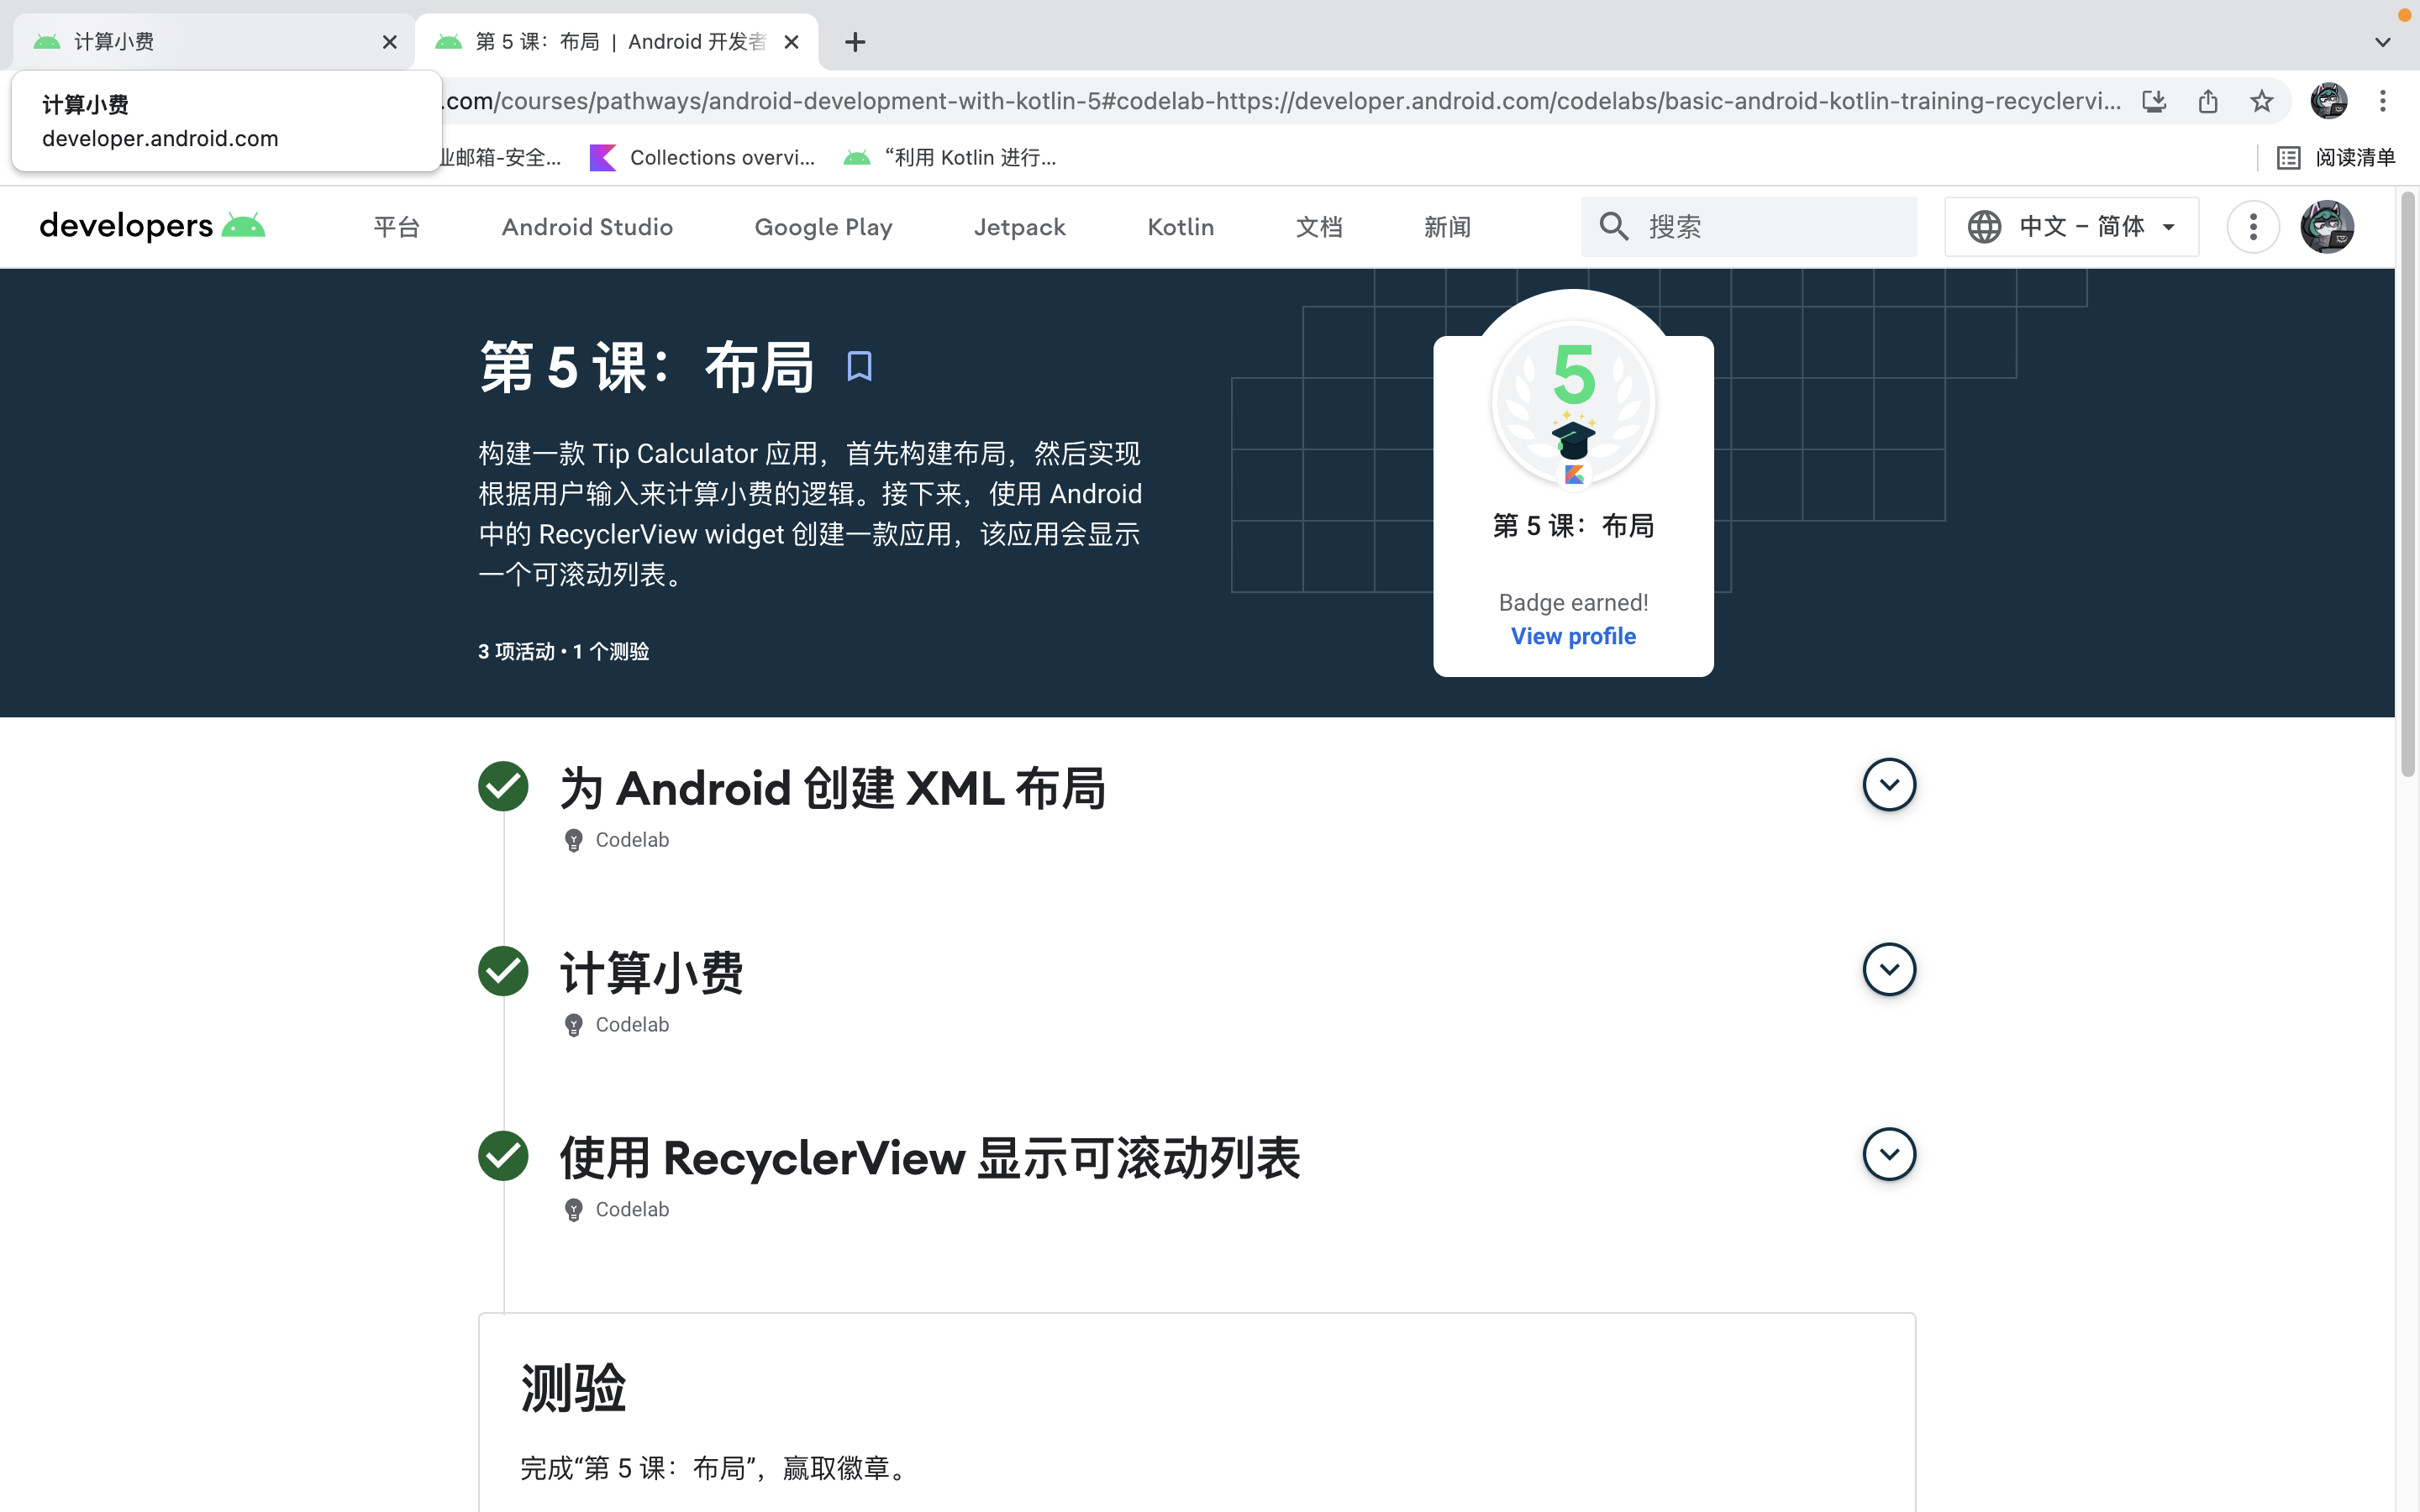 计算小费
第 5 课：布局 | Android 开发者
计算小费
developer.android.com
.com/courses/pathways/android-development-with-kotlin-5#codelab-https://developer.android.com/codelabs/basic-android-kotlin-training-recyclervi...
业邮箱-安全...
Collections overvi...
“利用 Kotlin 进行...
阅读清单
developers
平台
Android Studio
Google Play
Jetpack
Kotlin
文档
新闻
搜索
中文 – 简体
第 5 课：布局
构建一款 Tip Calculator 应用，首先构建布局，然后实现
根据用户输入来计算小费的逻辑。接下来，使用 Android
中的 RecyclerView widget 创建一款应用，该应用会显示
一个可滚动列表。
3 项活动 • 1 个测验
5
第 5 课：布局
Badge earned!
View profile
为 Android 创建 XML 布局
Codelab
计算小费
Codelab
使用 RecyclerView 显示可滚动列表
Codelab
测验
完成“第 5 课：布局”，赢取徽章。